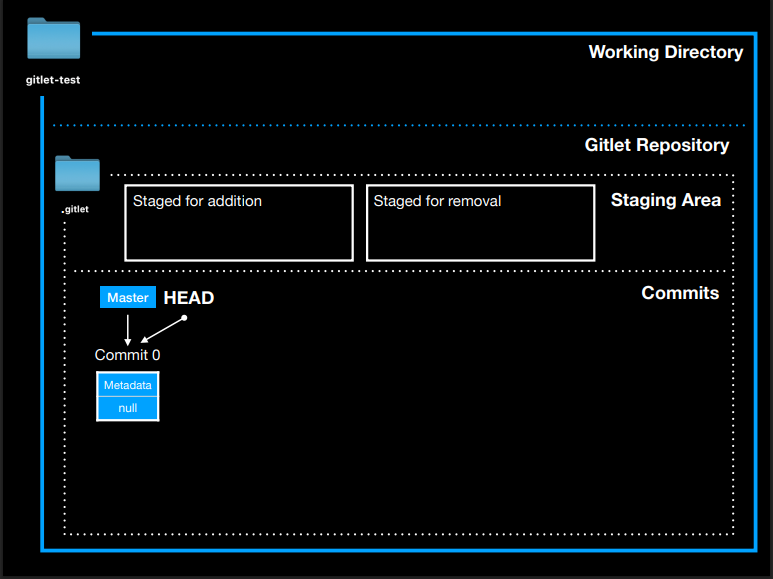 gitlet-test
Working Directory
Gitlet Repository
.gitlet
Staged for addition
Staged for removal
Staging Area
Commits
Master
HEAD
Commit 0
Metadata
null